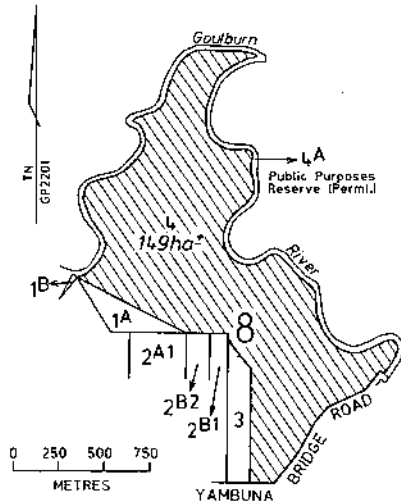 Goulburn
TN
GP2201
4A
Public Purposes
Reserve (Permt.)
4
149ha±
River
1B
1A
8
2A1
2B2
2B1
3
BRIDGE ROAD
YAMBUNA
0 250 500 750
METRES